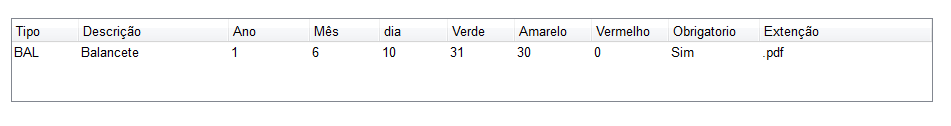 Tipo Descrição Ano Mês dia Verde Amarelo Vermelho Obrigatorio Extenção
BAL Balancete 1 6 10 31 30 0 Sim .pdf